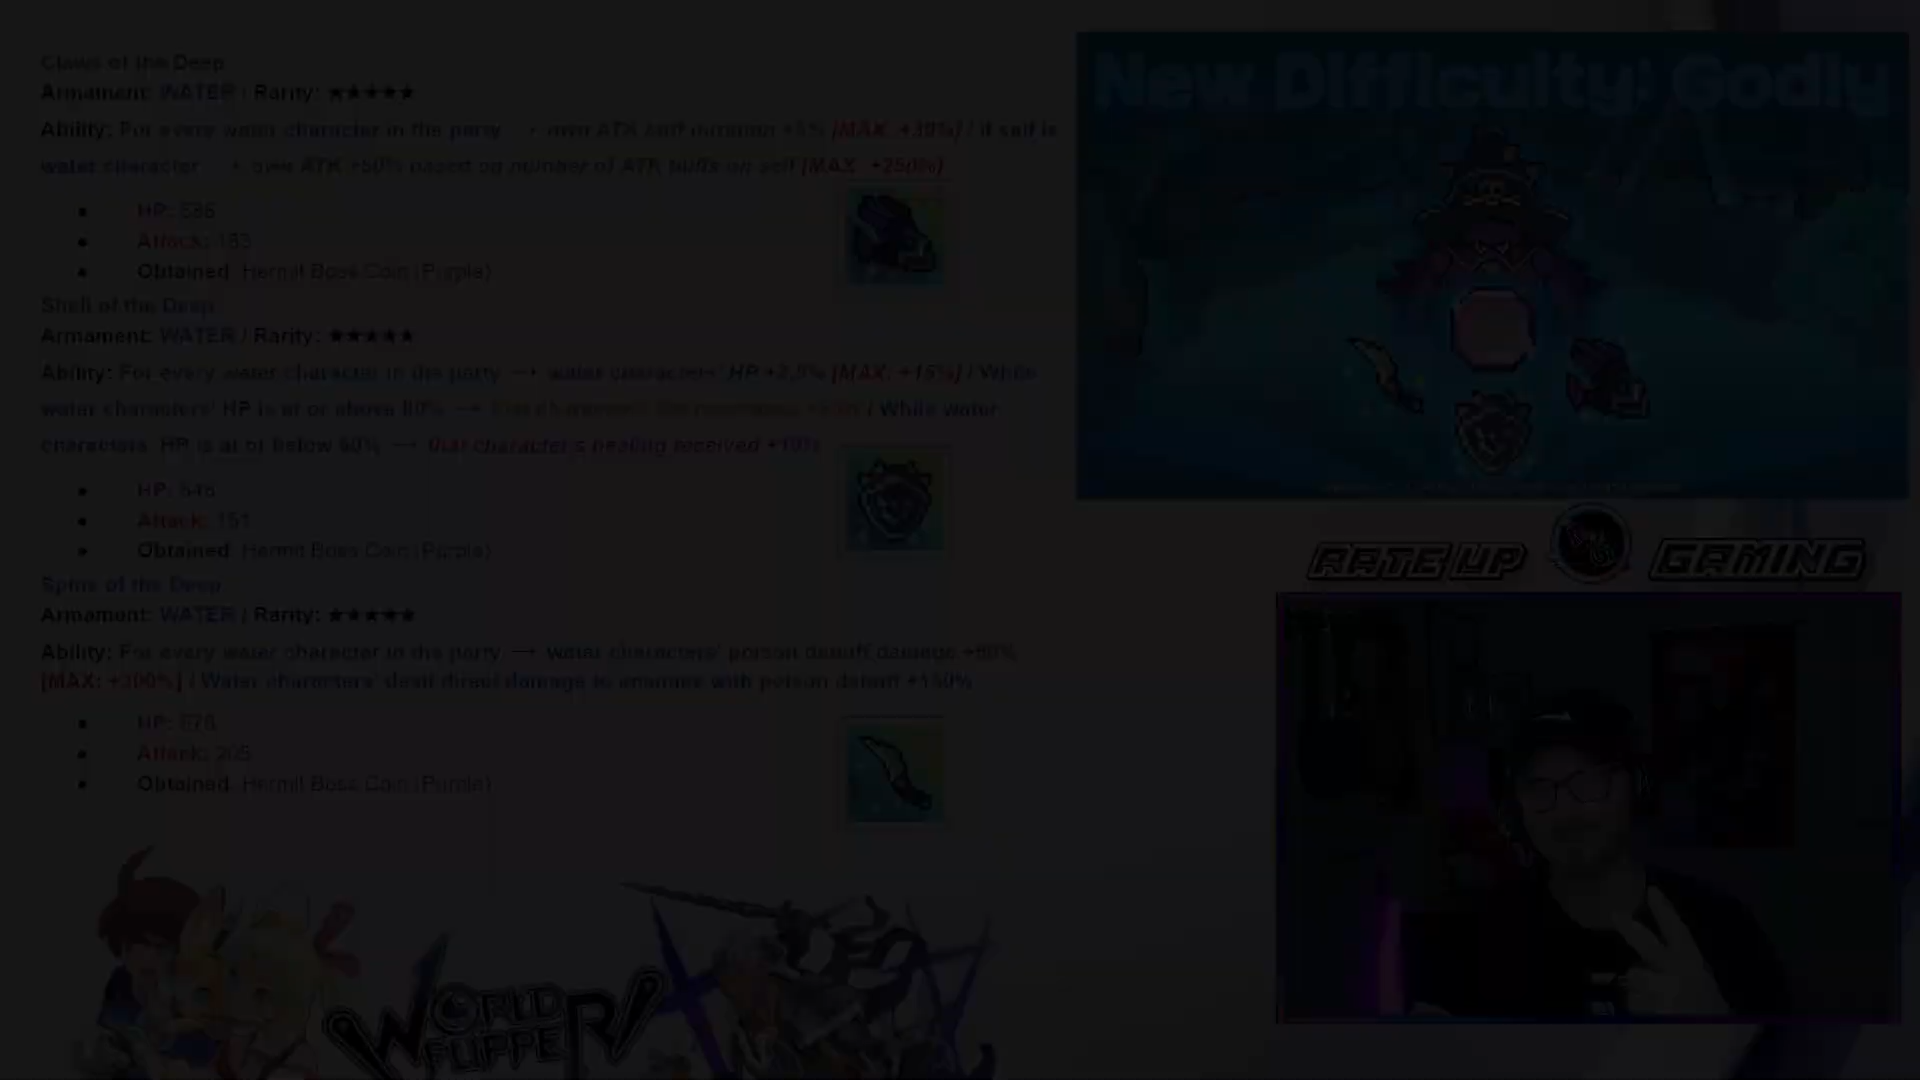 Claws of the Deep
Armament: WATER / Rarity: ★★★★★
Ability: For every water character in the party → own ATK buff duration +5% [MAX: +30%] / If self is
water character → own ATK +50% based on number of ATK buffs on self [MAX: +250%]
• HP:
• Attack: 183
• Obtained: Hermit Boss Coin (Purple)
Shell of the Deep
Armament: WATER / Rarity: ★★★★★
Ability: For every water character in the party → water characters' HP +2.5% [MAX: +15%] / While
water characters' HP is at or above 80% → / While water
characters' HP is at or below 50% → that character's healing received +10%
• HP:
• Attack: 151
• Obtained: Hermit Boss Coin (Purple)
Spine of the Deep
Armament: WATER / Rarity: ★★★★★
Ability: For every water character in the party → water characters' poison debuff damage +50%
[MAX: +300%] / Water characters' dealt direct damage to enemies with poison debuff +150%
• HP:
• Attack: 205
• Obtained: Hermit Boss Coin (Purple)
New Difficulty: Godly
RATE UP GAMING
WORLD
FLIPPER